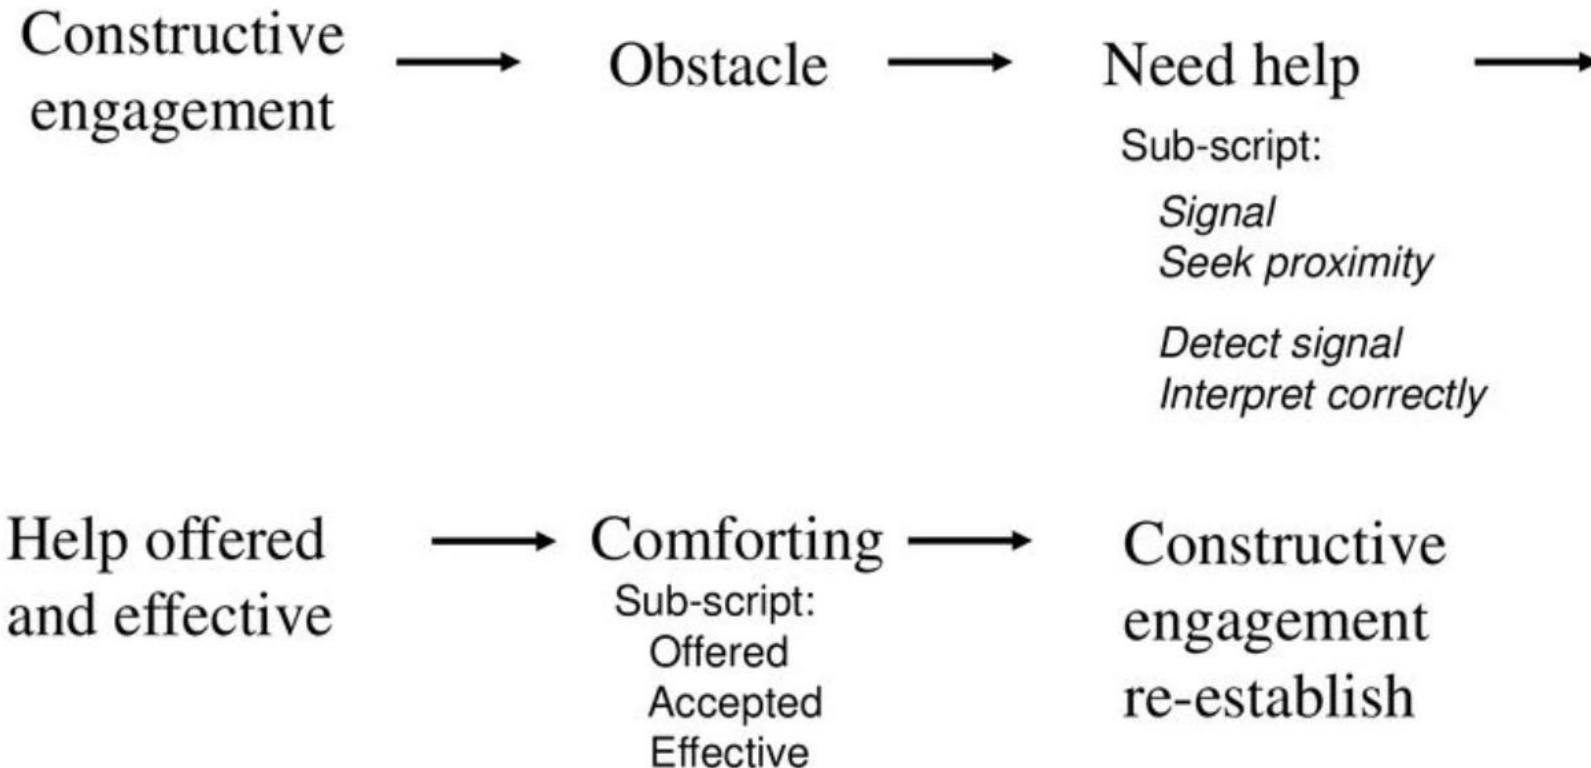 Constructive
engagement
Obstacle
Need help
Sub-script:
Signal
Seek proximity
Detect signal
Interpret correctly
Help offered
and effective
Comforting
Sub-script:
Offered
Accepted
Effective
Constructive
engagement
re-establish